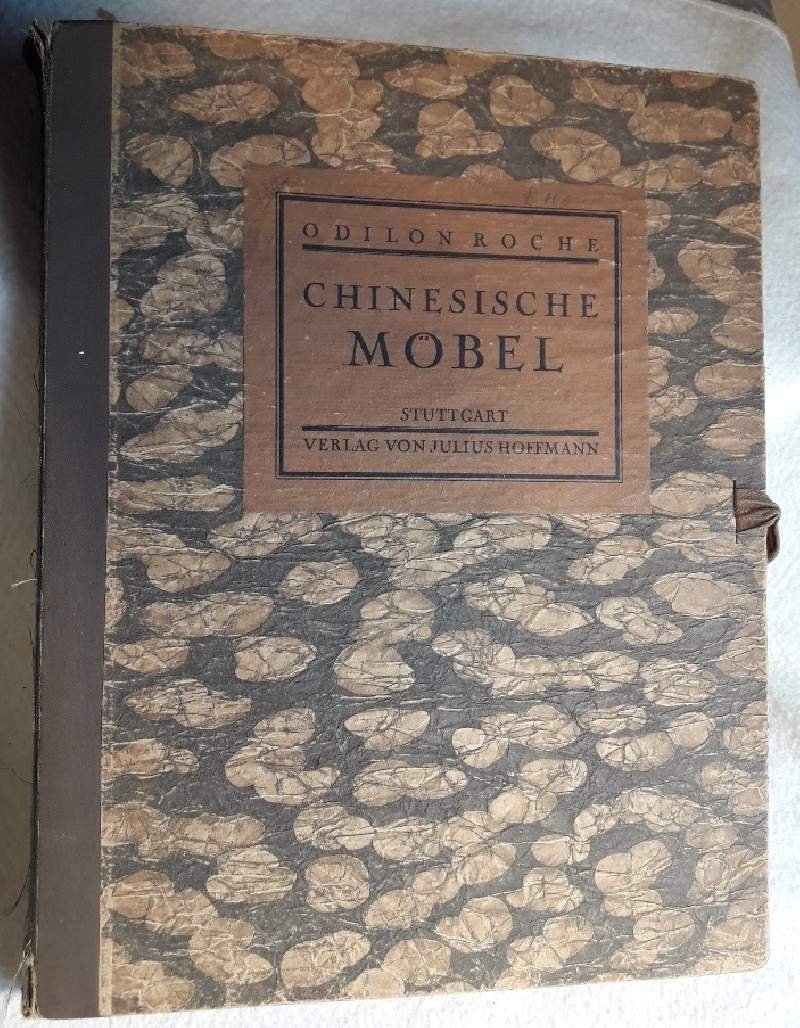 ODILON ROCHE
CHINESISCHE
MÖBEL
STUTTGART
VERLAG VON JULIUS HOFFMANN